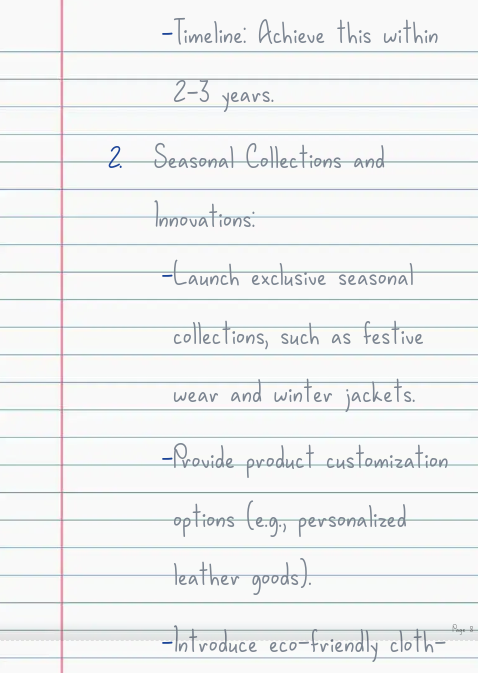 -Timeline: Achieve this within
2-3 years.
2. Seasonal Collections and
Innovations:
-Launch exclusive seasonal
collections, such as festive
wear and winter jackets.
-Provide product customization
options (e.g., personalized
leather goods).
Page 8
-Introduce eco-friendly cloth-